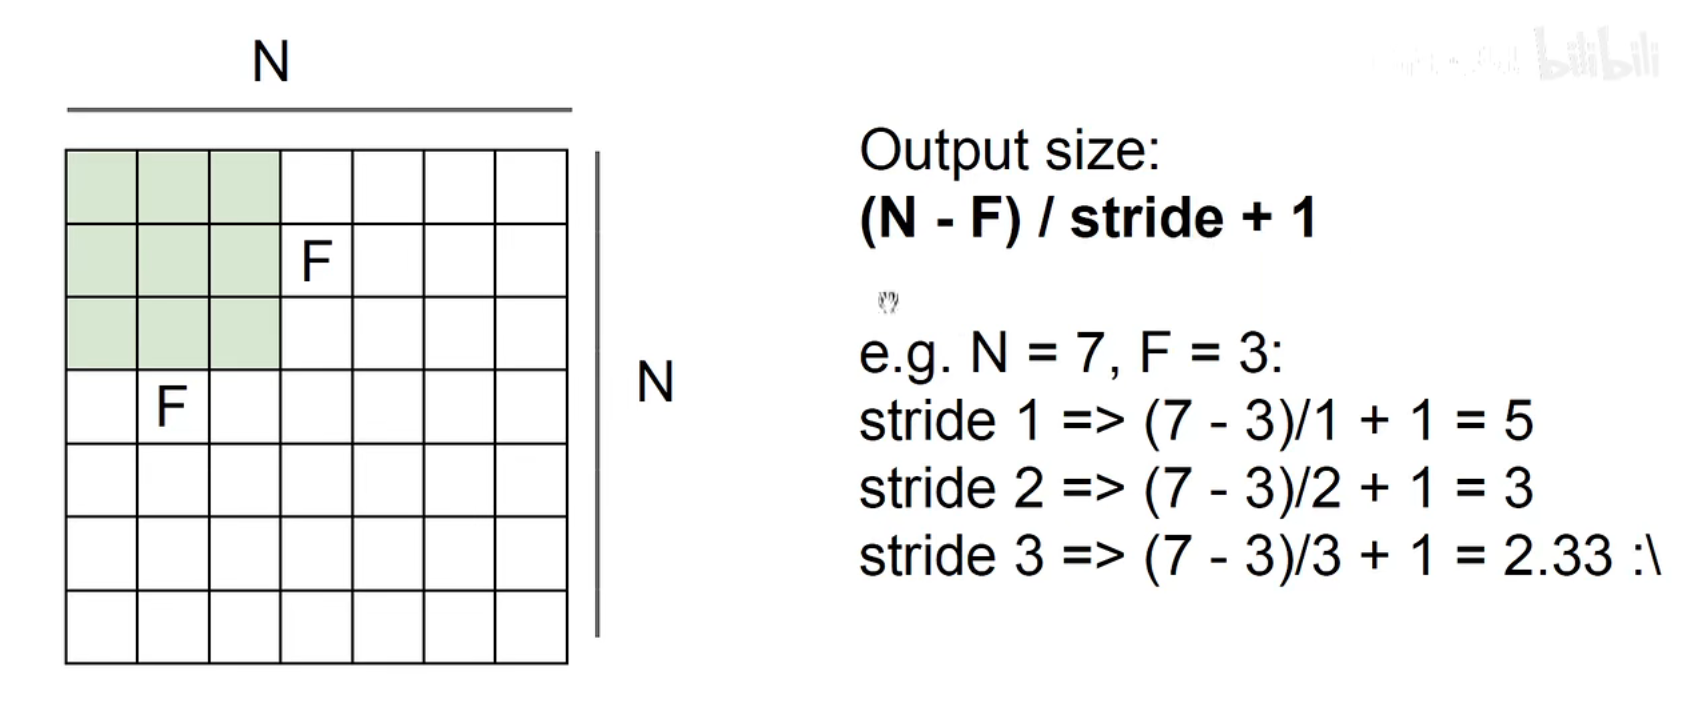 N
F
F
N
Output size:
(N - F) / stride + 1
e.g. N = 7, F = 3:
stride 1 => (7 - 3)/1 + 1 = 5
stride 2 => (7 - 3)/2 + 1 = 3
stride 3 => (7 - 3)/3 + 1 = 2.33 :\
bilibili